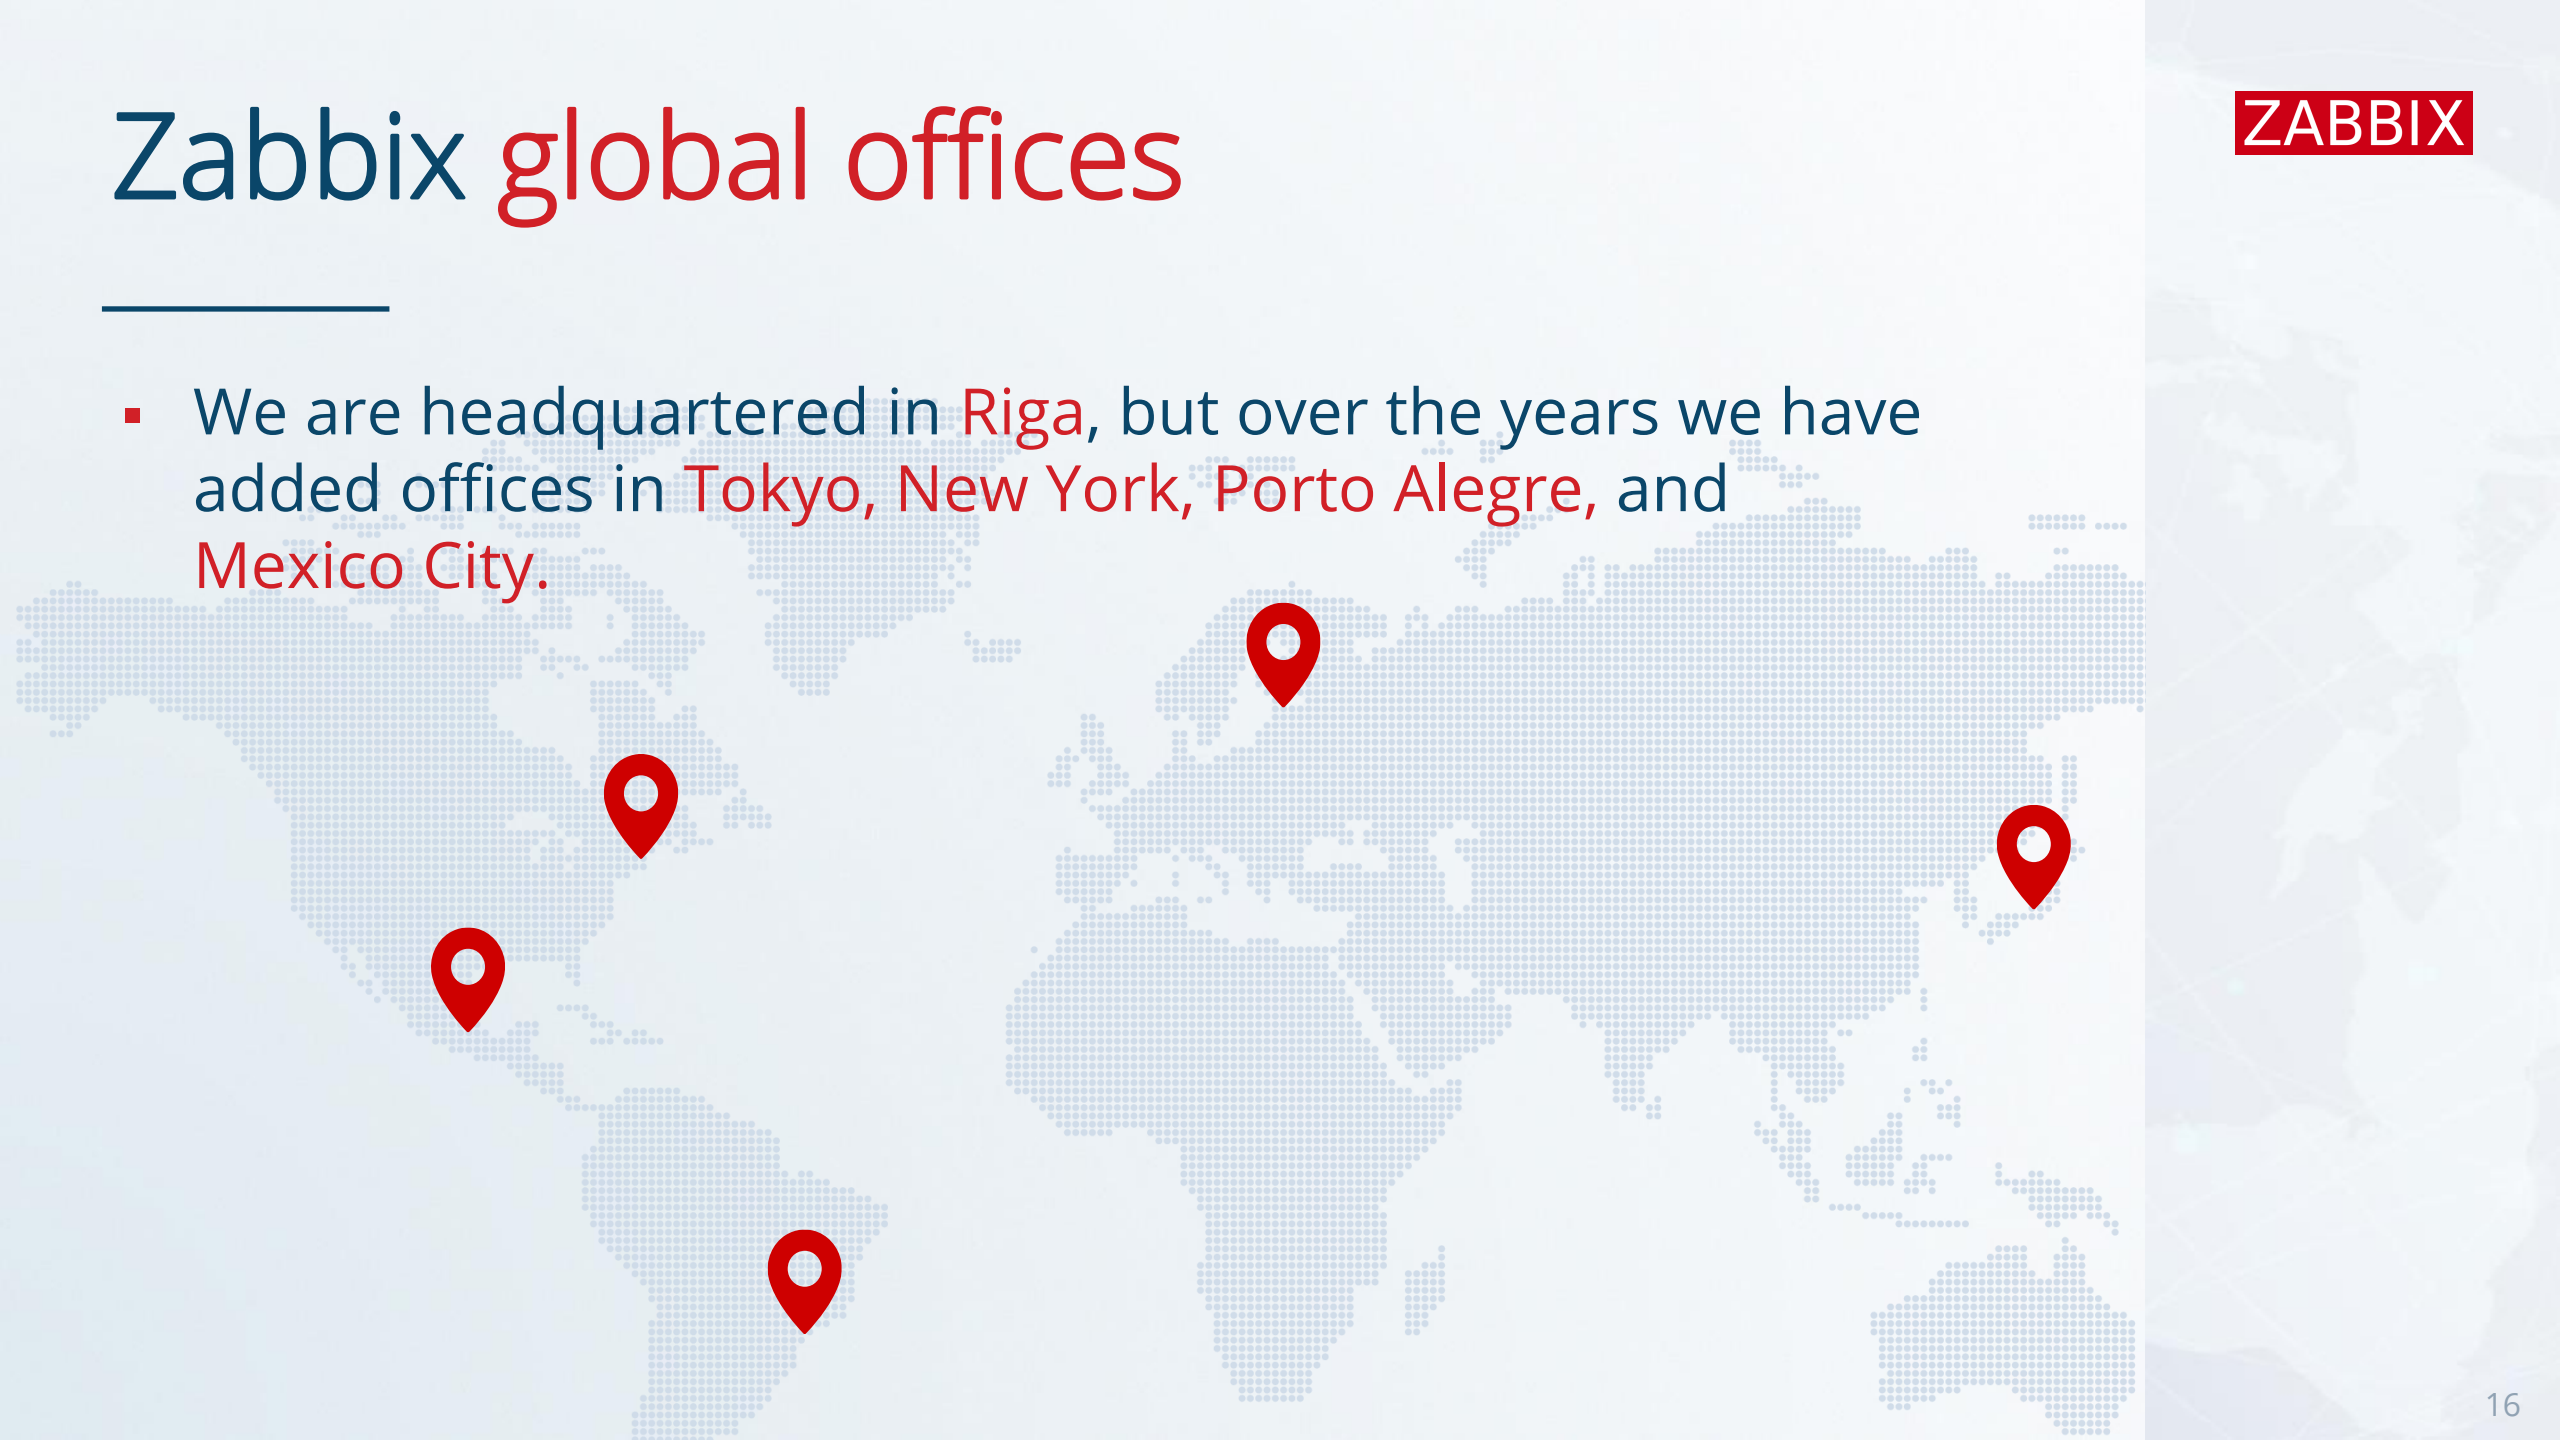 Zabbix global offices
ZABBIX
▪ We are headquartered in Riga, but over the years we have
added offices in Tokyo, New York, Porto Alegre, and
Mexico City.
16